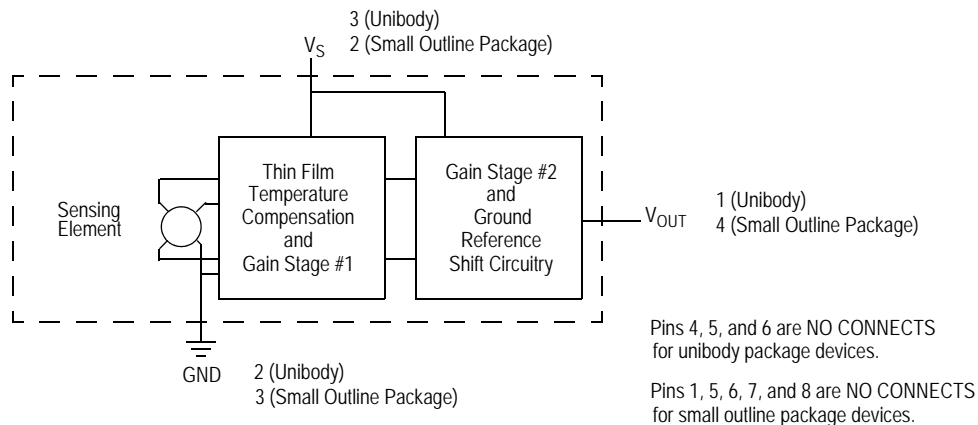 3 (Unibody)
2 (Small Outline Package)
VS
Thin Film
Temperature
Compensation
and
Gain Stage #1
Gain Stage #2
and
Ground
Reference
Shift Circuitry
Sensing
Element
VOUT
1 (Unibody)
4 (Small Outline Package)
GND
2 (Unibody)
3 (Small Outline Package)
Pins 4, 5, and 6 are NO CONNECTS
for unibody package devices.
Pins 1, 5, 6, 7, and 8 are NO CONNECTS
for small outline package devices.